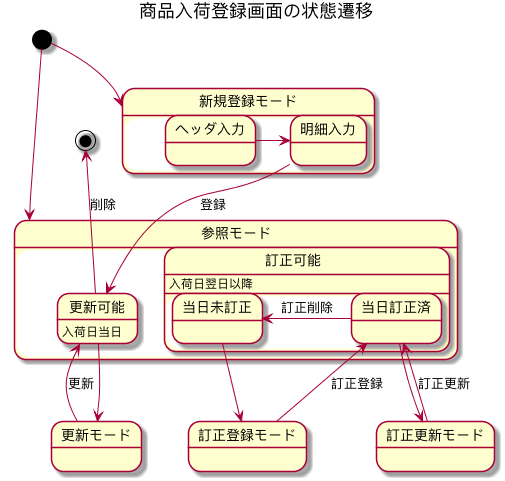 商品入荷登録画面の状態遷移
新規登録モード
ヘッダ入力
明細入力
削除
登録
参照モード
訂正可能
入荷日翌日以降
更新可能
入荷日当日
当日未訂正
訂正削除
当日訂正済
更新
訂正登録
訂正更新
更新モード
訂正登録モード
訂正更新モード